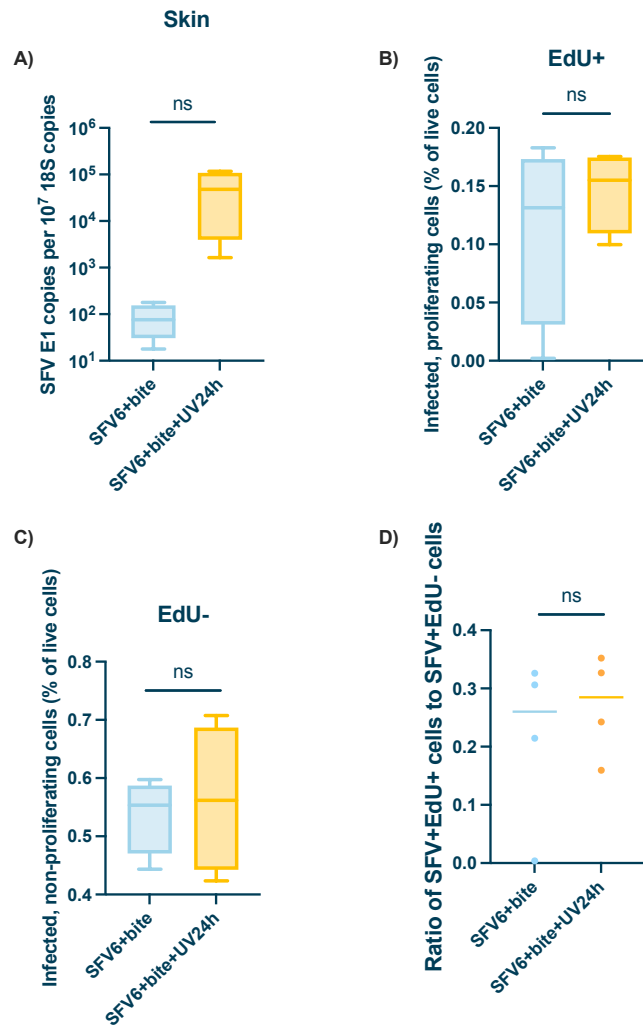 Skin
A)
ns
SFV E1 copies per 10⁷ 18S copies
10⁶
10⁵
10⁴
10³
10²
10¹
SFV6+bite
SFV6+bite+UV24h
B)
EdU+
ns
Infected, proliferating cells (% of live cells)
0.20
0.15
0.10
0.05
0.00
SFV6+bite
SFV6+bite+UV24h
C)
EdU-
ns
Infected, non-proliferating cells (% of live cells)
0.8
0.7
0.6
0.5
0.4
SFV6+bite
SFV6+bite+UV24h
D)
ns
Ratio of SFV+EdU+ cells to SFV+EdU- cells
0.4
0.3
0.2
0.1
0.0
SFV6+bite
SFV6+bite+UV24h